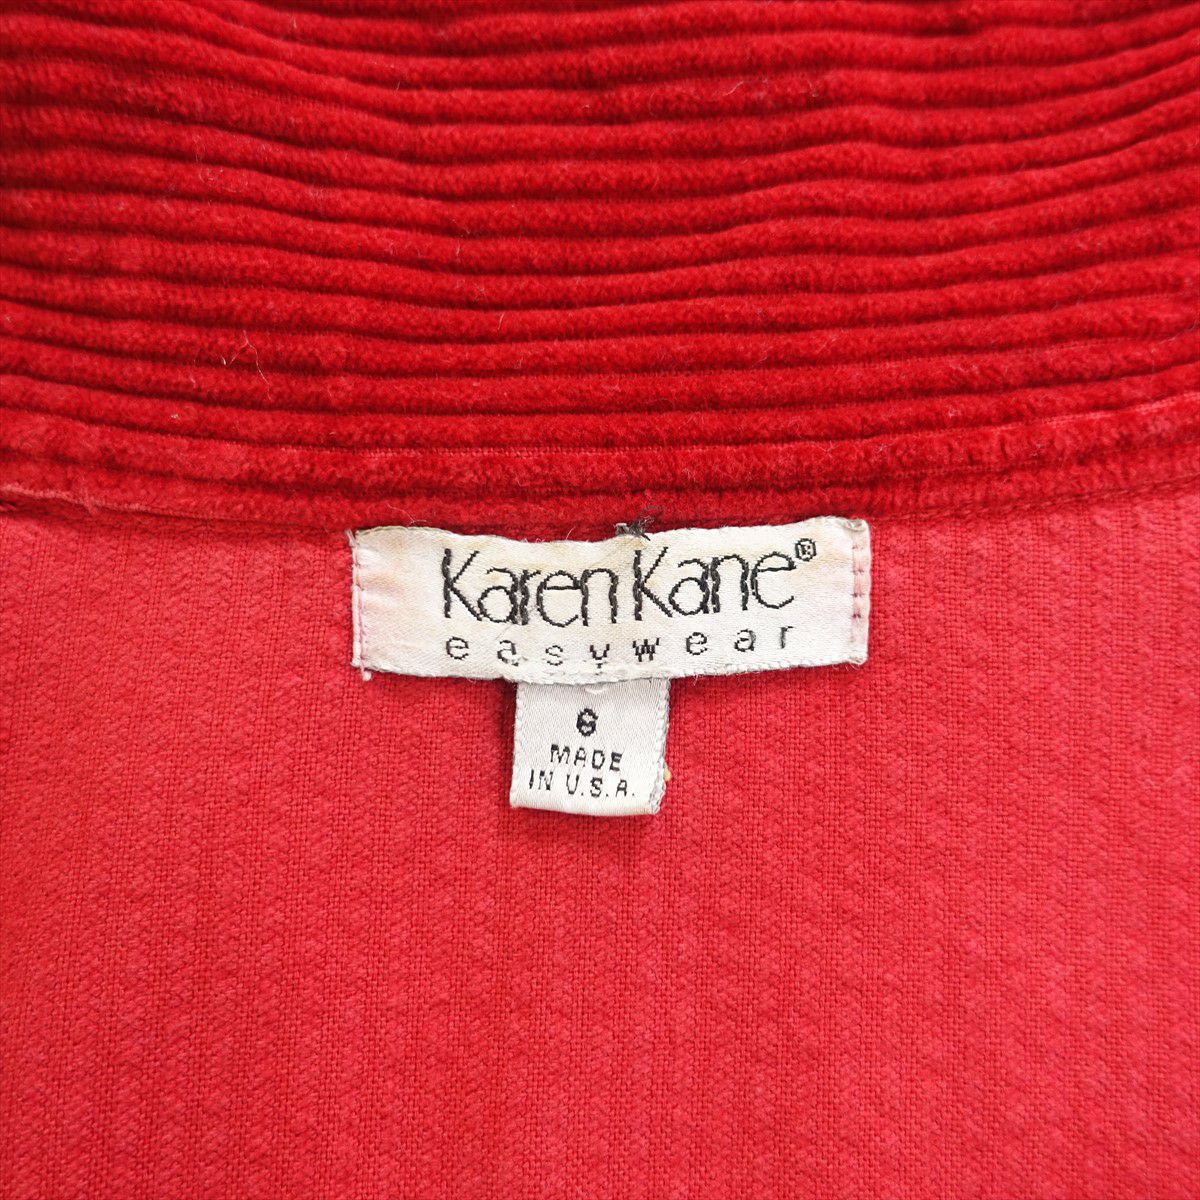 Karen Kane®
easywear
6
MADE
IN U.S.A.